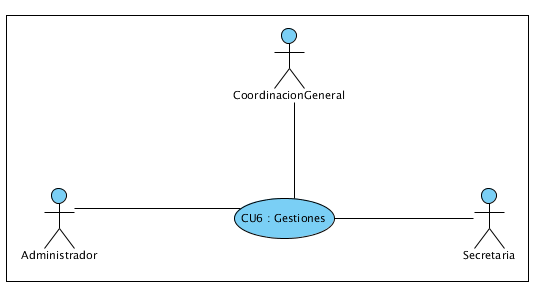 CoordinacionGeneral
CU6 : Gestiones
Administrador
Secretaria